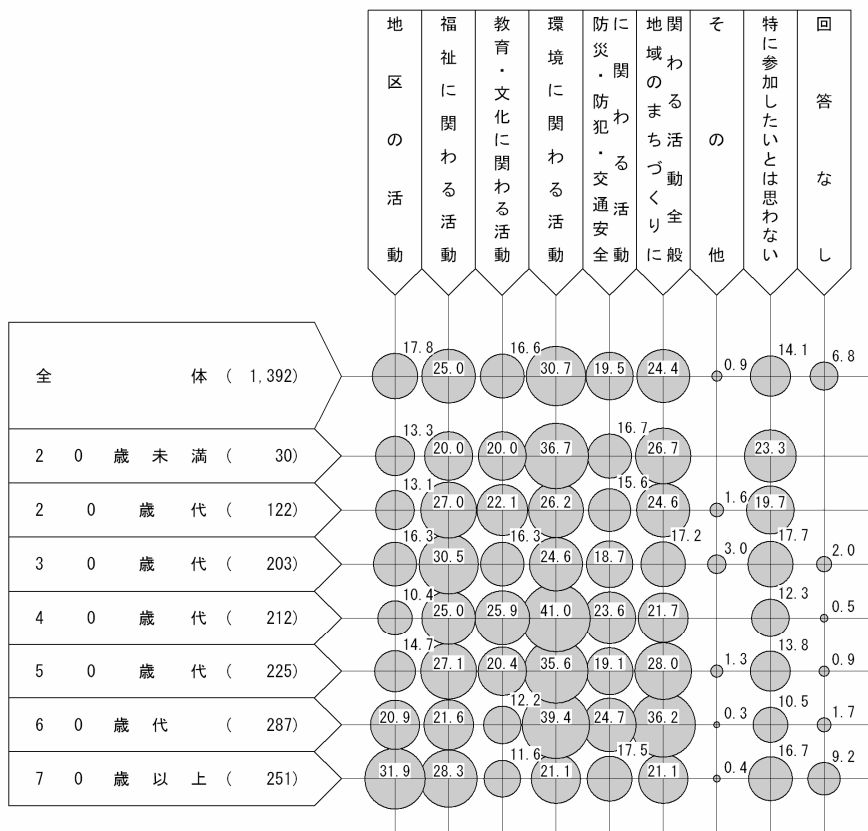 地区の活動
福祉に関わる活動
教育・文化に関わる活動
環境に関わる活動
防災・防犯・交通安全
に関わる活動
地域のまちづくりに
関わる活動全般
その他
特に参加したいとは思わない
回答なし
全体 ( 1,392) 17.8 25.0 16.6 30.7 19.5 24.4 0.9 14.1 6.8
20歳未満 ( 30) 13.3 20.0 20.0 36.7 16.7 26.7 23.3
20歳代 ( 122) 13.1 27.0 22.1 26.2 15.6 24.6 1.6 19.7
30歳代 ( 203) 16.3 30.5 16.3 24.6 18.7 17.2 3.0 17.7 2.0
40歳代 ( 212) 10.4 25.0 25.9 41.0 23.6 21.7 12.3 0.5
50歳代 ( 225) 14.7 27.1 20.4 35.6 19.1 28.0 1.3 13.8 0.9
60歳代 ( 287) 20.9 21.6 12.2 39.4 24.7 36.2 0.3 10.5 1.7
70歳以上 ( 251) 31.9 28.3 11.6 21.1 17.5 21.1 0.4 16.7 9.2